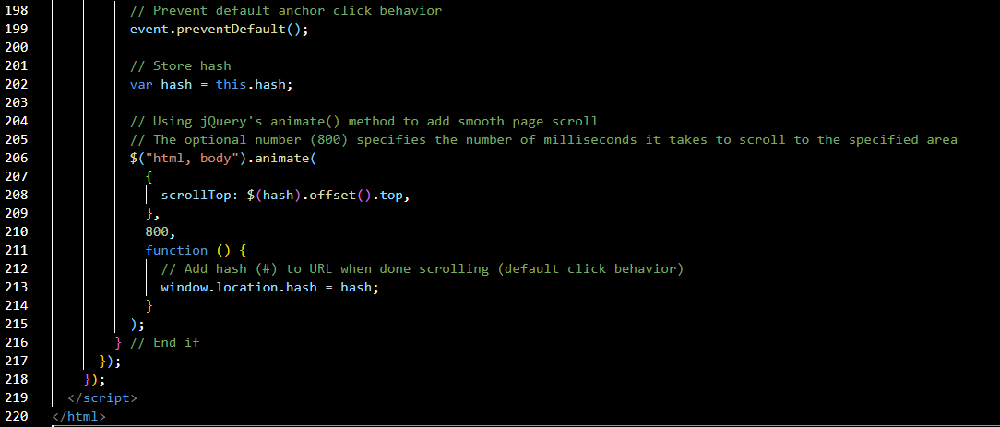 198 // Prevent default anchor click behavior
199 event.preventDefault();
200
201 // Store hash
202 var hash = this.hash;
203
204 // Using jQuery's animate() method to add smooth page scroll
205 // The optional number (800) specifies the number of milliseconds it takes to scroll to the specified area
206 $("html, body").animate(
207 {
208 scrollTop: $(hash).offset().top,
209 },
210 800,
211 function () {
212 // Add hash (#) to URL when done scrolling (default click behavior)
213 window.location.hash = hash;
214 }
215 );
216 } // End if
217 });
218 });
219 </script>
220 </html>